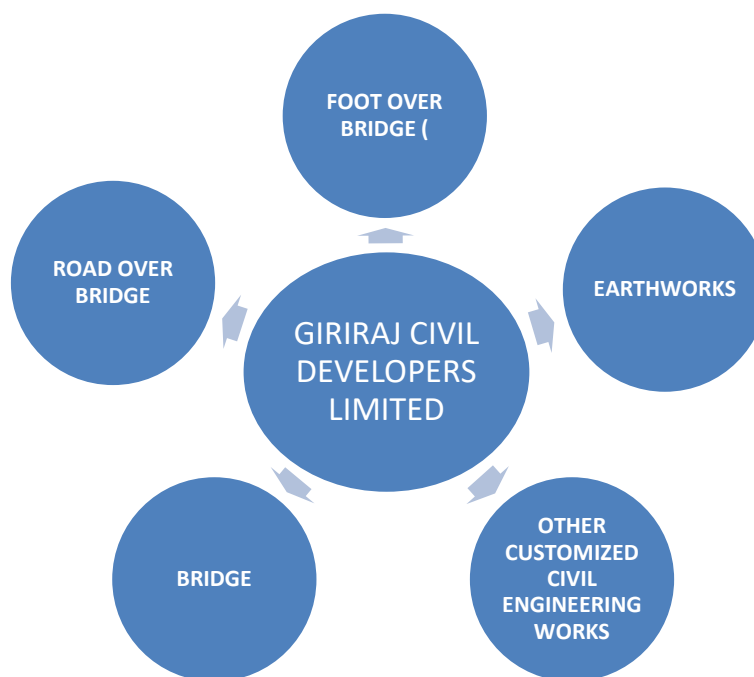 FOOT OVER
BRIDGE (
ROAD OVER
BRIDGE
EARTHWORKS
GIRIRAJ CIVIL
DEVELOPERS
LIMITED
BRIDGE
OTHER
CUSTOMIZED
CIVIL
ENGINEERING
WORKS